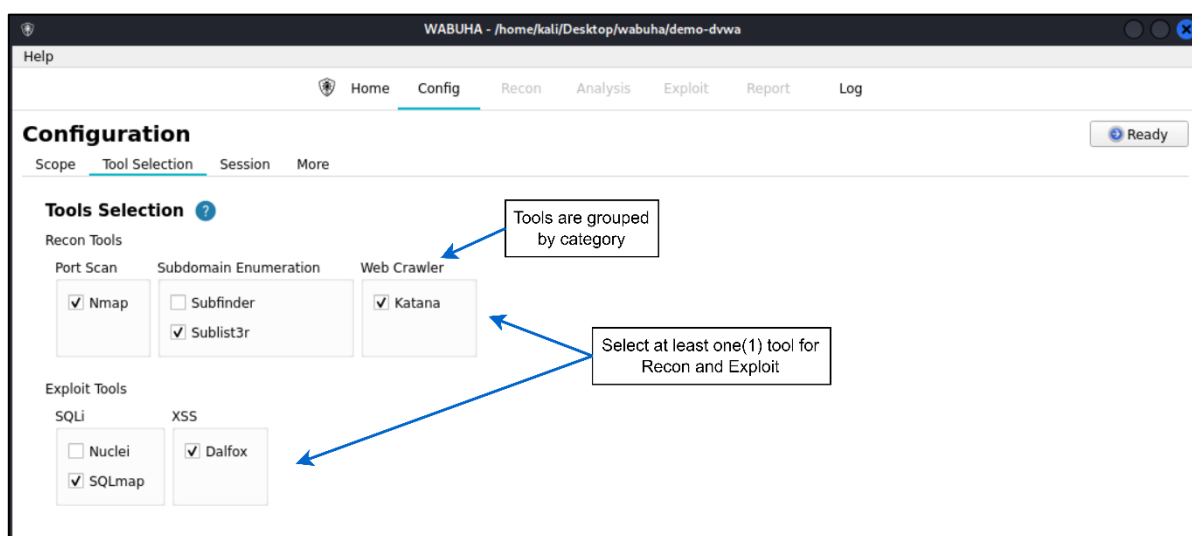 WABUHA - /home/kali/Desktop/wabuha/demo-dvwa
Help
Home Config Recon Analysis Exploit Report Log
Configuration
Ready
Scope Tool Selection Session More
Tools Selection ?
Tools are grouped
by category
Recon Tools
Port Scan Subdomain Enumeration Web Crawler
Nmap Subfinder Katana
Sublist3r
Select at least one(1) tool for
Recon and Exploit
Exploit Tools
SQLi XSS
Nuclei Dalfox
SQLmap